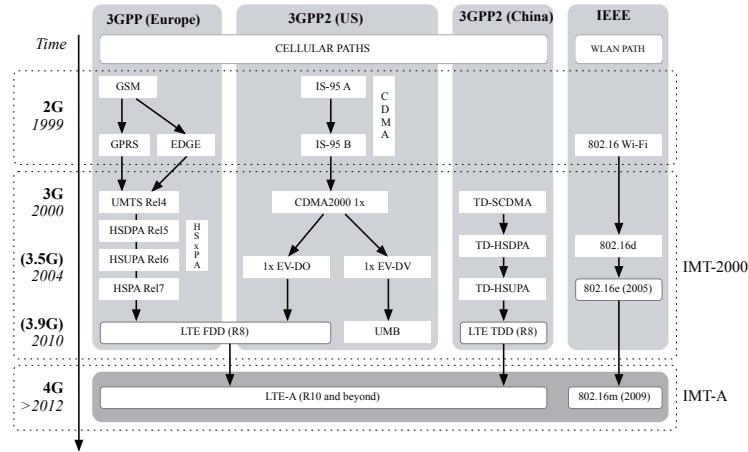 3GPP (Europe)
3GPP2 (US)
3GPP2 (China)
IEEE
Time
CELLULAR PATHS
WLAN PATH
2G
1999
GSM
IS-95 A
CDMA
GPRS
EDGE
IS-95 B
802.16 Wi-Fi
3G
2000
UMTS Rel4
CDMA2000 1x
TD-SCDMA
HSDPA Rel5
HSxPA
TD-HSDPA
802.16d
(3.5G)
2004
HSUPA Rel6
1x EV-DO
1x EV-DV
IMT-2000
HSPA Rel7
TD-HSUPA
802.16e (2005)
(3.9G)
2010
LTE FDD (R8)
UMB
LTE TDD (R8)
4G
>2012
LTE-A (R10 and beyond)
802.16m (2009)
IMT-A